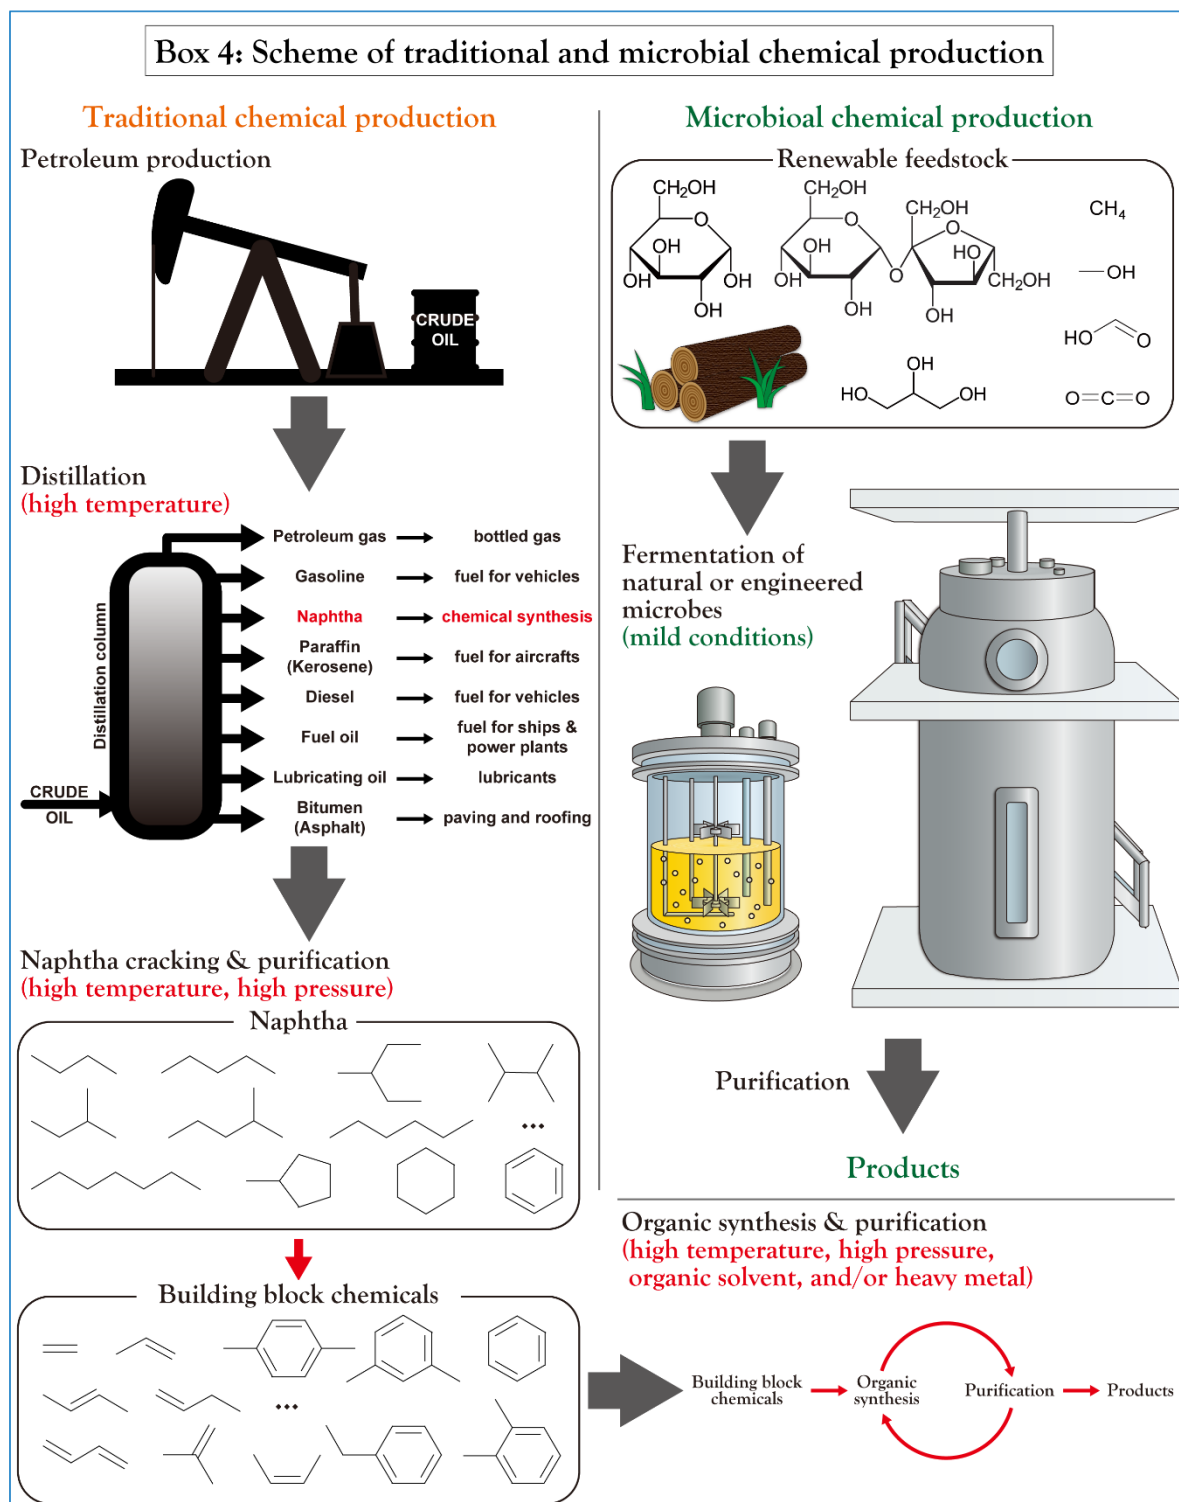 Box 4: Scheme of traditional and microbial chemical production
Traditional chemical production
Petroleum production
CRUDE
OIL
Distillation
(high temperature)
Distillation column
CRUDE
OIL
Petroleum gas
bottled gas
Gasoline
fuel for vehicles
Naphtha
chemical synthesis
Paraffin
(Kerosene)
fuel for aircrafts
Diesel
fuel for vehicles
Fuel oil
fuel for ships &
power plants
Lubricating oil
lubricants
Bitumen
(Asphalt)
paving and roofing
Naphtha cracking & purification
(high temperature, high pressure)
Naphtha
Building block chemicals
Microbioal chemical production
Renewable feedstock
CH₂OH
O
OH
OH
OH
OH
CH₂OH
O
OH
OH
OH
O
CH₂OH
O
HO
CH₂OH
OH
CH₄
—OH
HO
O
OH
HO
OH
O=C=O
Fermentation of
natural or engineered
microbes
(mild conditions)
Purification
Products
Organic synthesis & purification
(high temperature, high pressure,
organic solvent, and/or heavy metal)
Building block
chemicals
Organic
synthesis
Purification
Products